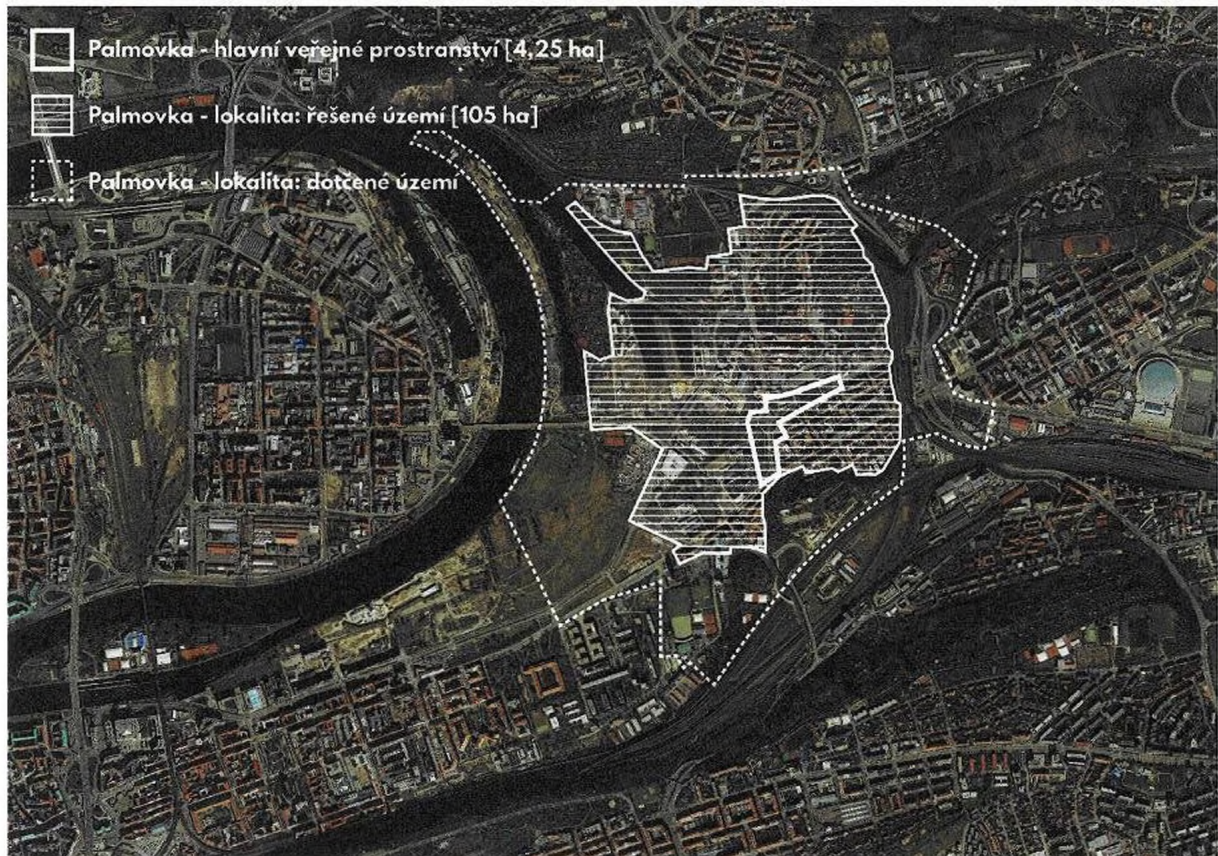 Palmovka - hlavní veřejné prostranství [4,25 ha]
Palmovka - lokalita: řešené území [105 ha]
Palmovka - lokalita: dotčené území